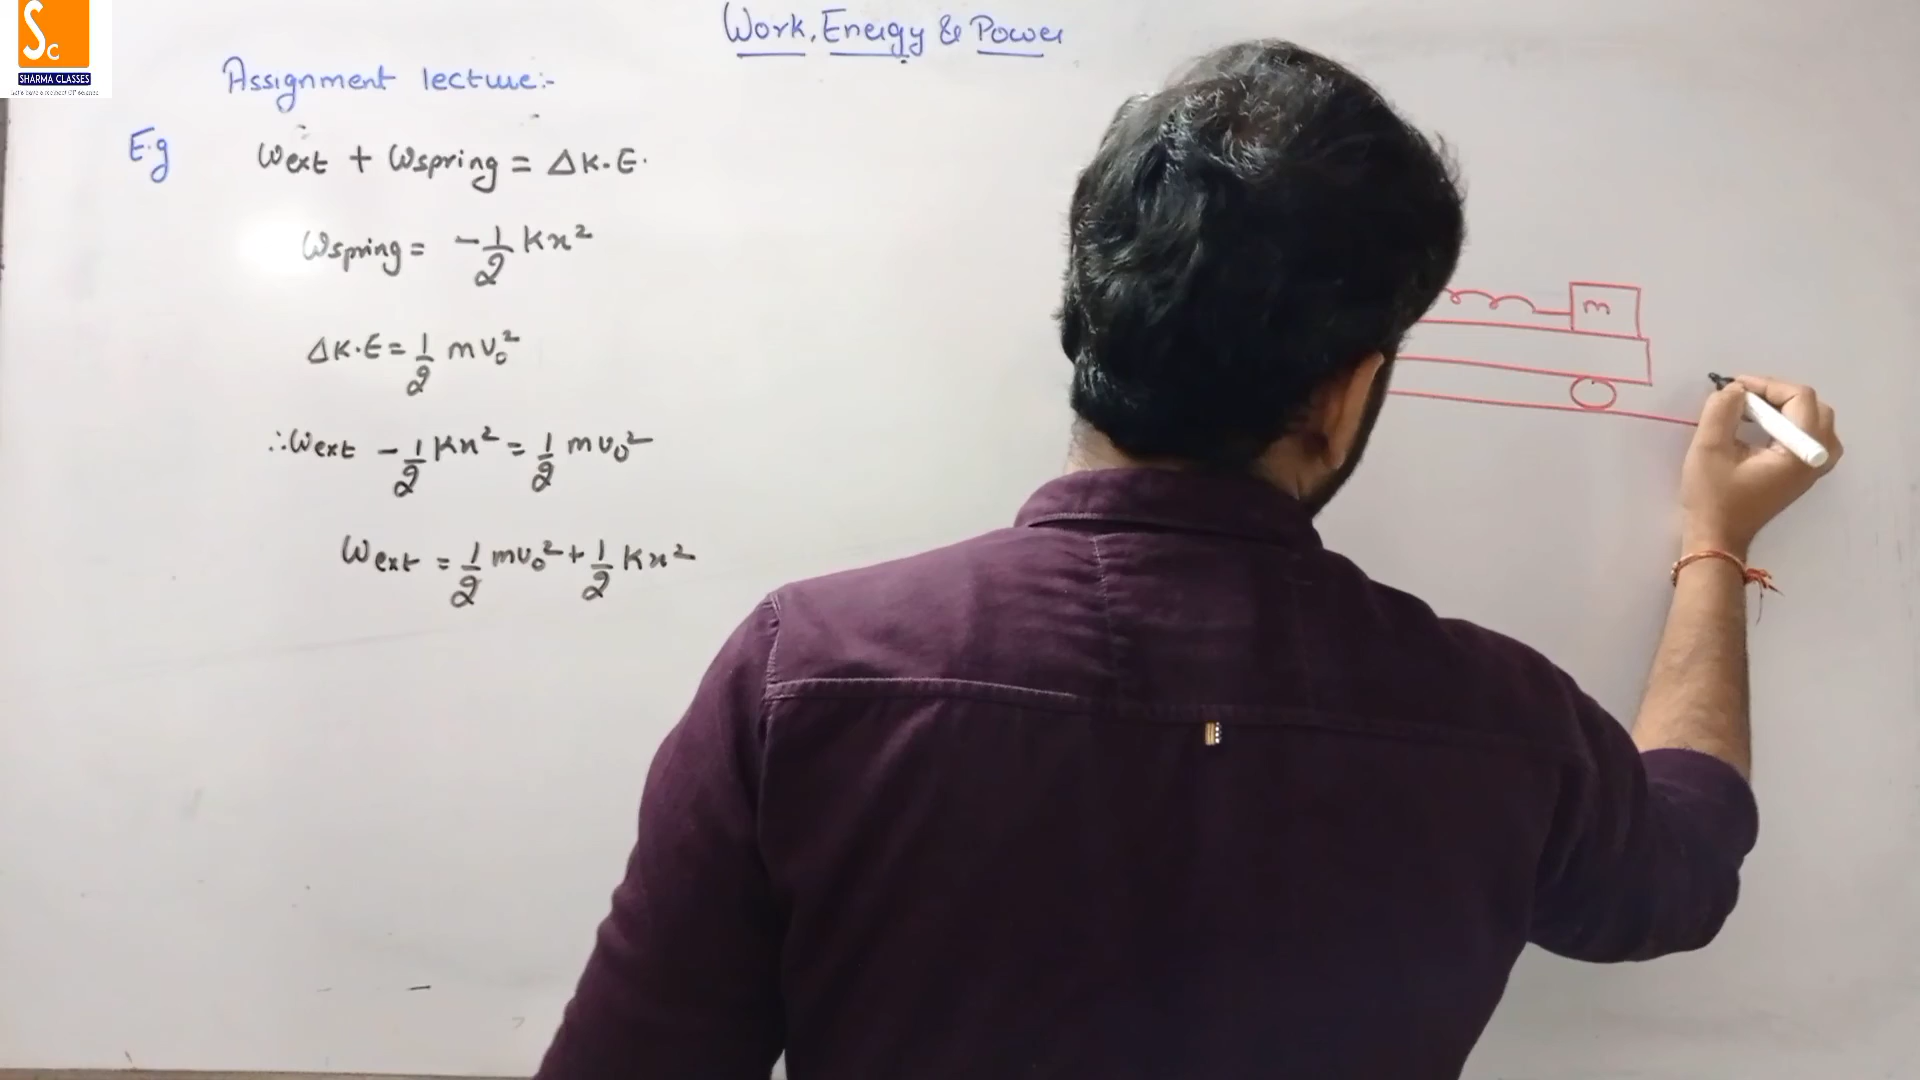 Sc
SHARMA CLASSES
Work, Energy & Power
Assignment lecture:-
E.g Wext + Wspring = ΔK.E.
Wspring = -1/2 Kx²
ΔK.E = 1/2 mv₀²
∴ Wext - 1/2 Kx² = 1/2 mv₀²
Wext = 1/2 mv₀² + 1/2 Kx²
m